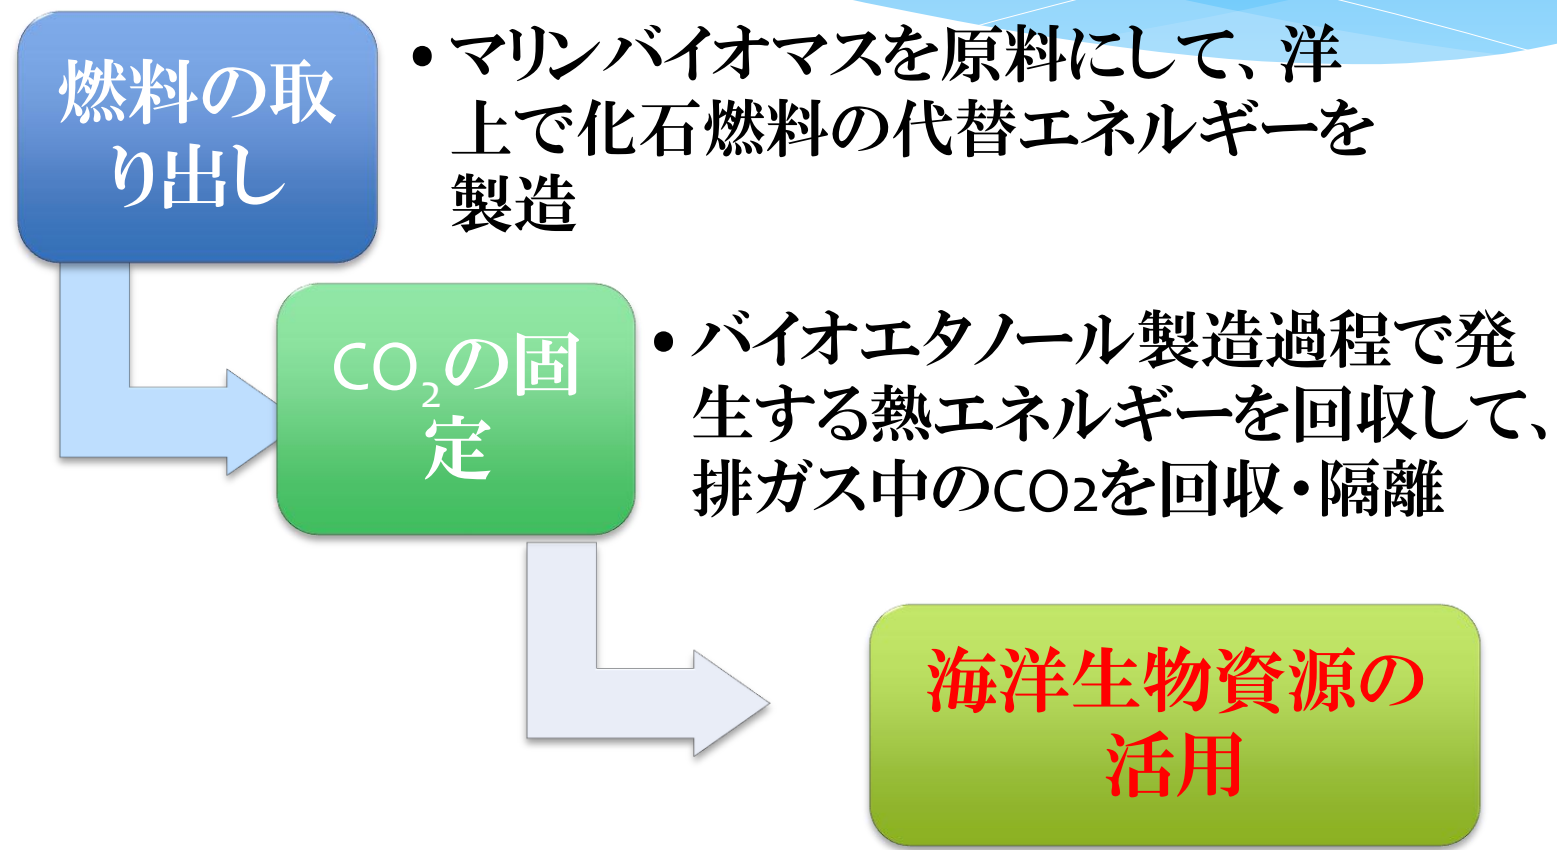 燃料の取
り出し
• マリンバイオマスを原料にして、洋
上で化石燃料の代替エネルギーを
製造
CO₂の固
定
• バイオエタノール製造過程で発
生する熱エネルギーを回収して、
排ガス中のCO2を回収・隔離
海洋生物資源の
活用